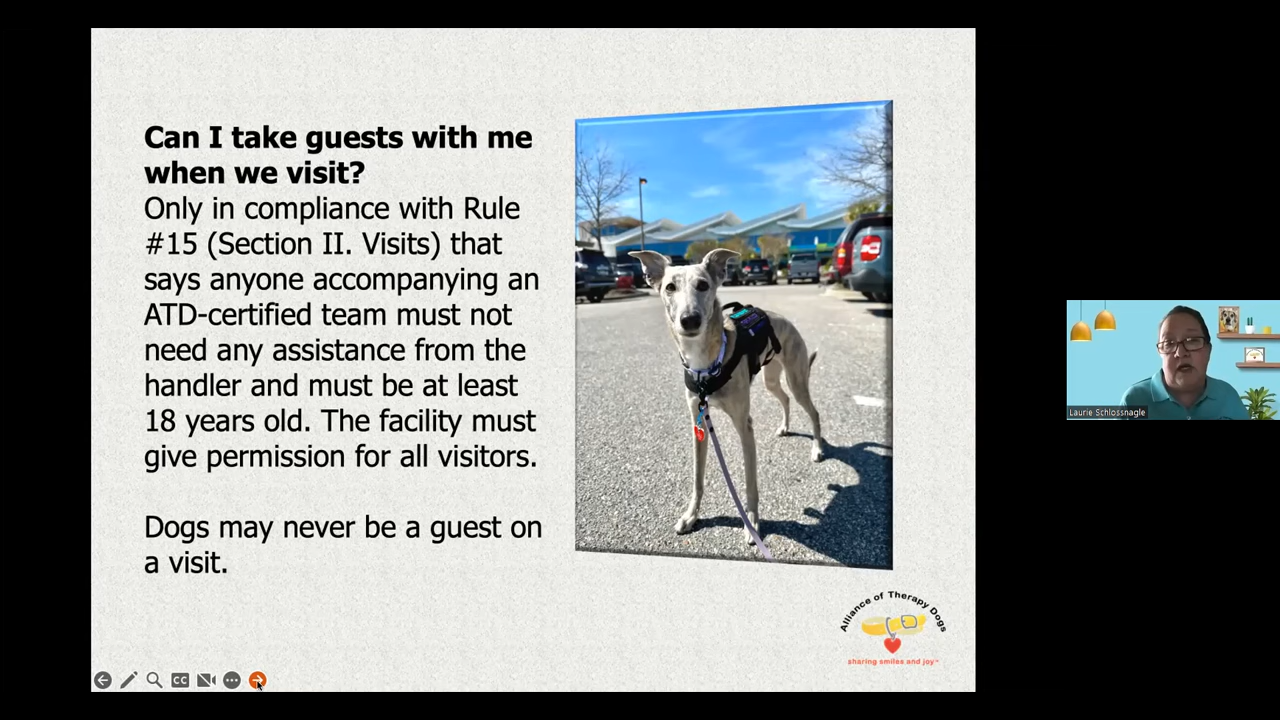 Can I take guests with me
when we visit?
Only in compliance with Rule
#15 (Section II. Visits) that
says anyone accompanying an
ATD-certified team must not
need any assistance from the
handler and must be at least
18 years old. The facility must
give permission for all visitors.
Dogs may never be a guest on
a visit.
Alliance of Therapy Dogs
sharing smiles and joy™
CC
Laurie Schlossnagle